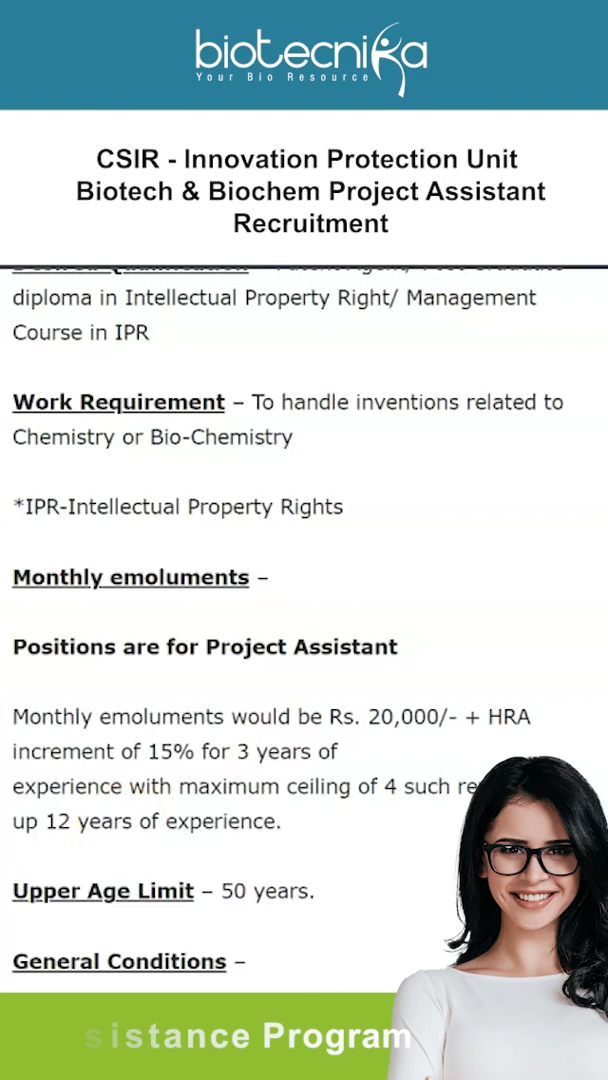 biotecnika
Your Bio Resource
CSIR - Innovation Protection Unit
Biotech & Biochem Project Assistant
Recruitment
diploma in Intellectual Property Right/ Management
Course in IPR
Work Requirement – To handle inventions related to
Chemistry or Bio-Chemistry
*IPR-Intellectual Property Rights
Monthly emoluments –
Positions are for Project Assistant
Monthly emoluments would be Rs. 20,000/- + HRA
increment of 15% for 3 years of
experience with maximum ceiling of 4 such re
up 12 years of experience.
Upper Age Limit – 50 years.
General Conditions –
sistance Program